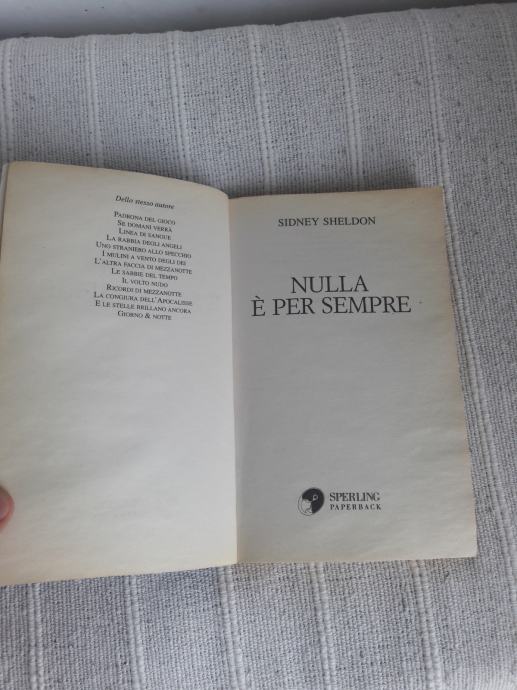 Dello stesso autore
PADRONA DEL GIOCO
SE DOMANI VERRÀ
LINEA DI SANGUE
LA RABBIA DEGLI ANGELI
UNO STRANIERO ALLO SPECCHIO
I MULINI A VENTO DEGLI DEI
L'ALTRA FACCIA DI MEZZANOTTE
LE SABBIE DEL TEMPO
IL VOLTO NUDO
RICORDI DI MEZZANOTTE
LA CONGIURA DELL'APOCALISSE
E LE STELLE BRILLANO ANCORA
GIORNO & NOTTE
SIDNEY SHELDON
NULLA
È PER SEMPRE
SPERLING
PAPERBACK